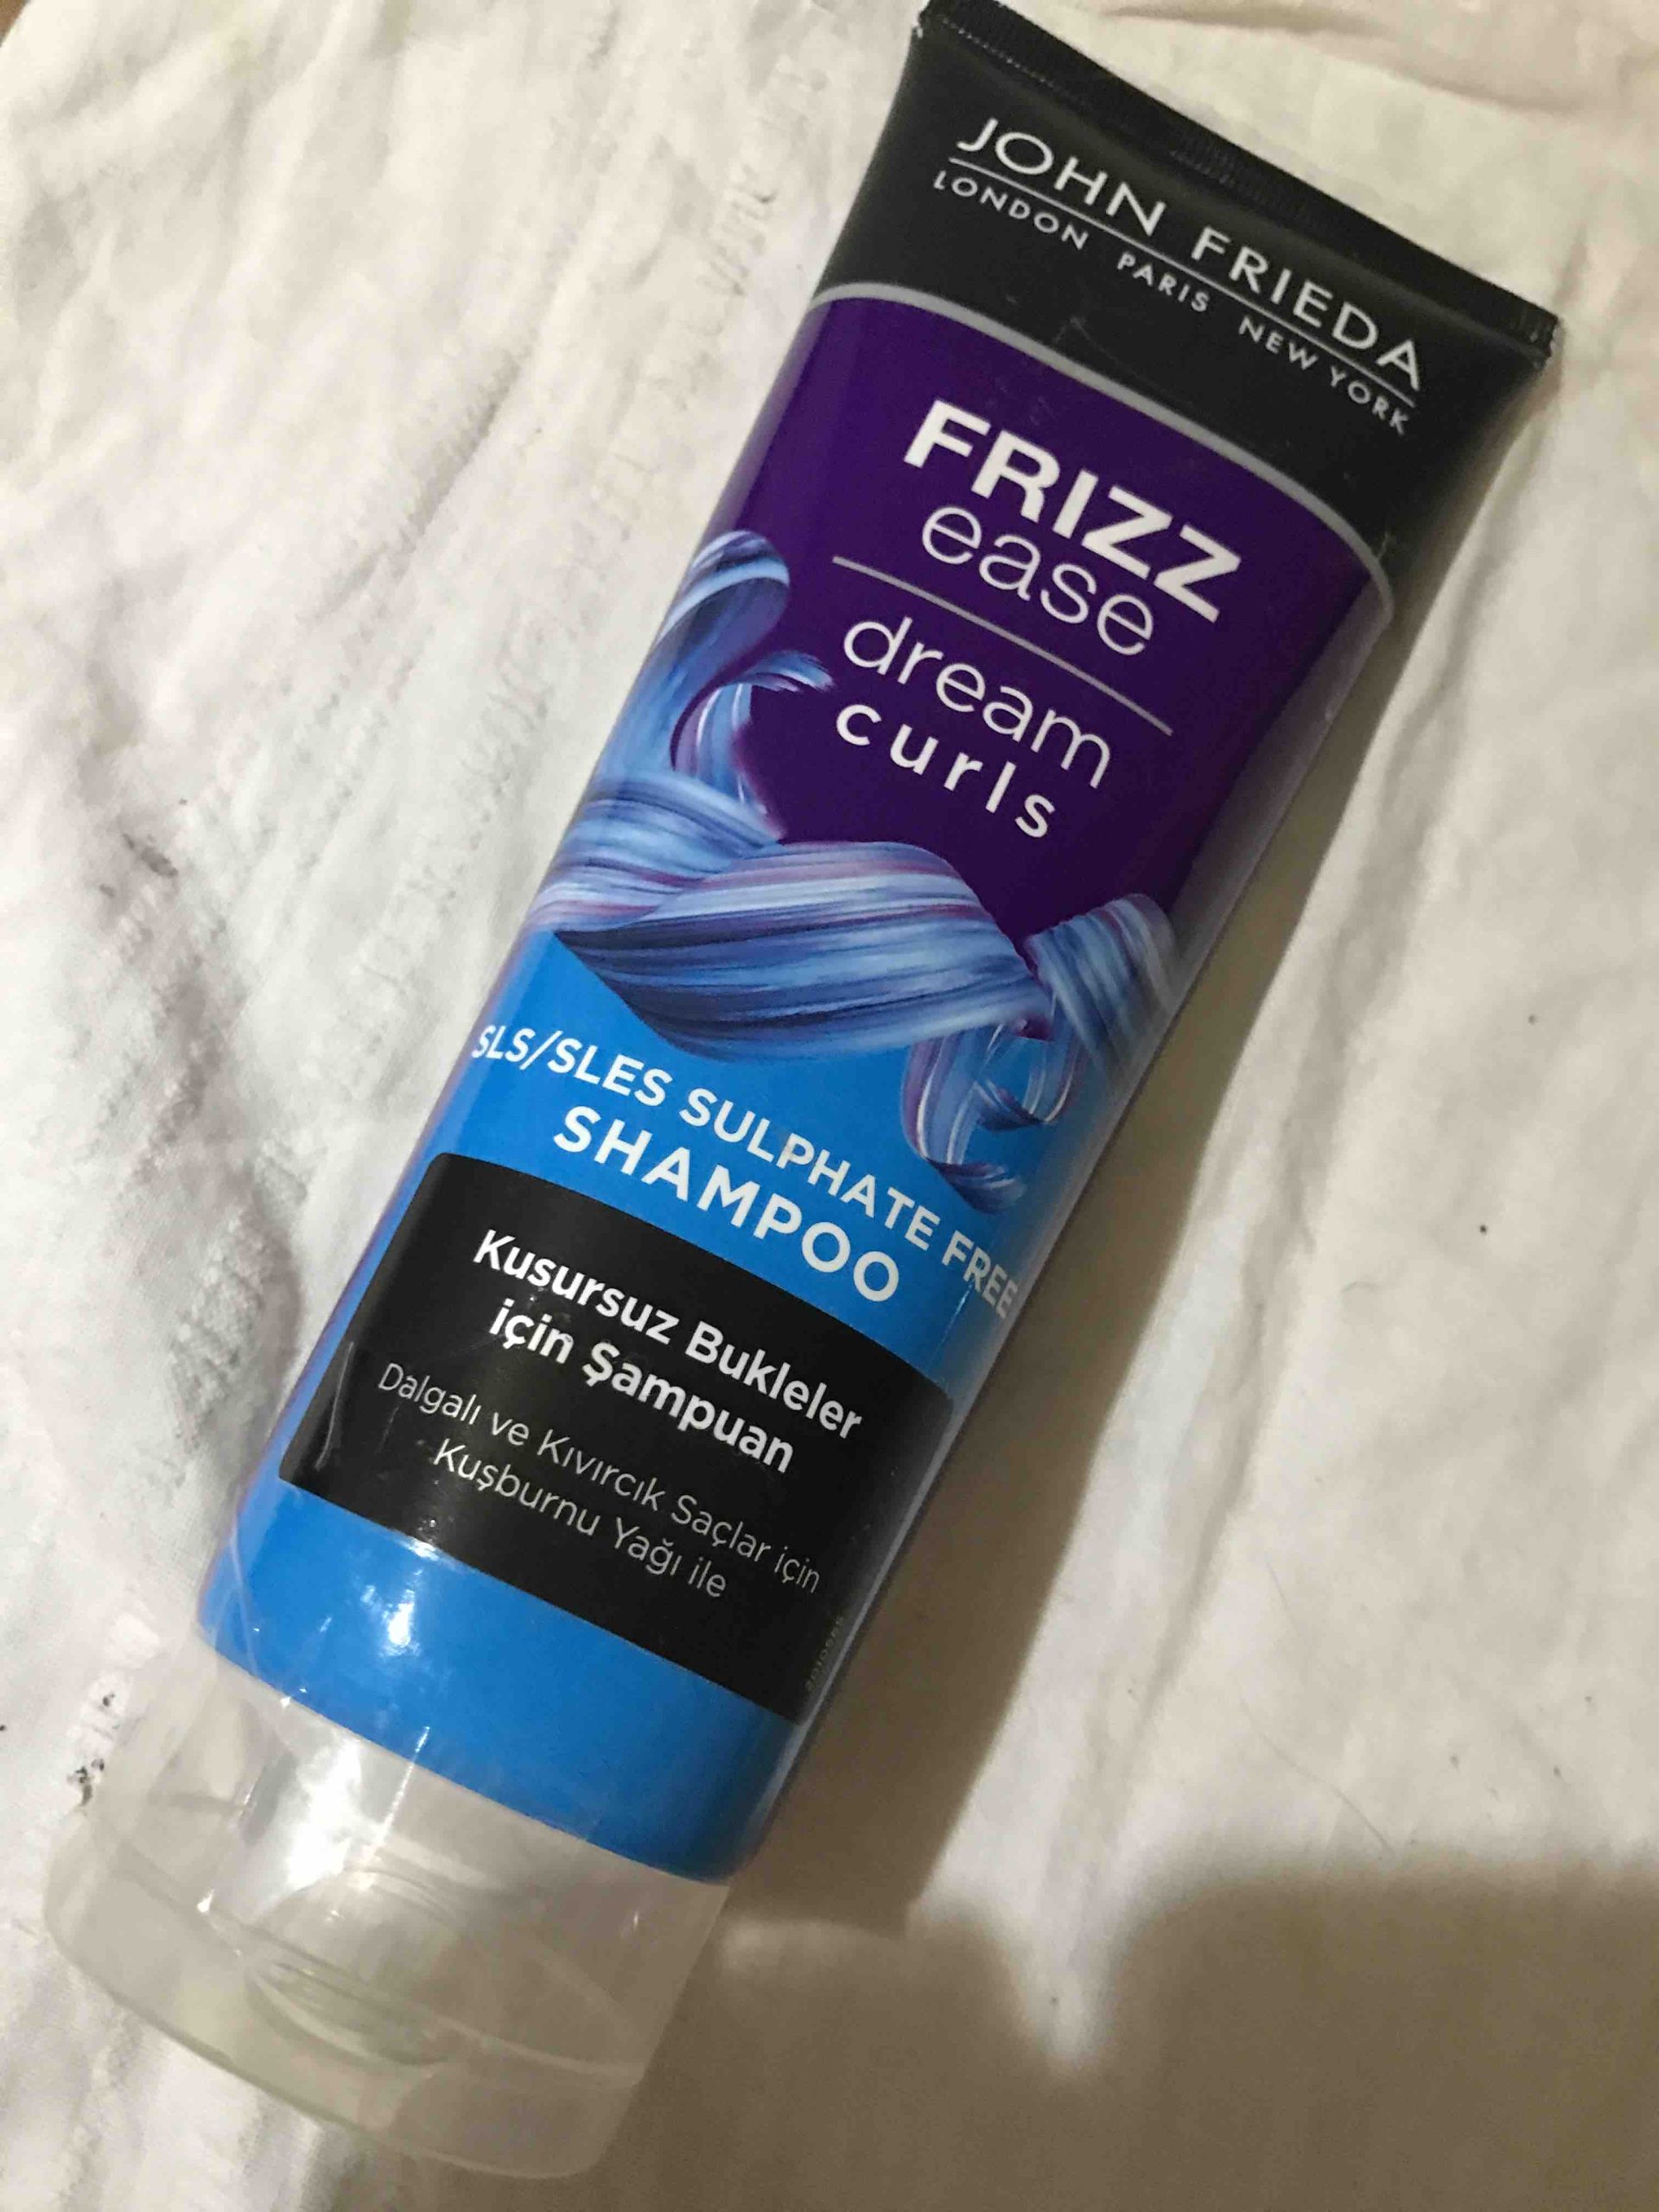 JOHN FRIEDA
LONDON PARIS NEW YORK
FRIZZ
ease
dream
curls
SLS/SLES SULPHATE FREE
SHAMPOO
Kusursuz Bukleler
için Şampuan
Dalgalı ve Kıvırcık Saçlar için
Kuşburnu Yağı ile